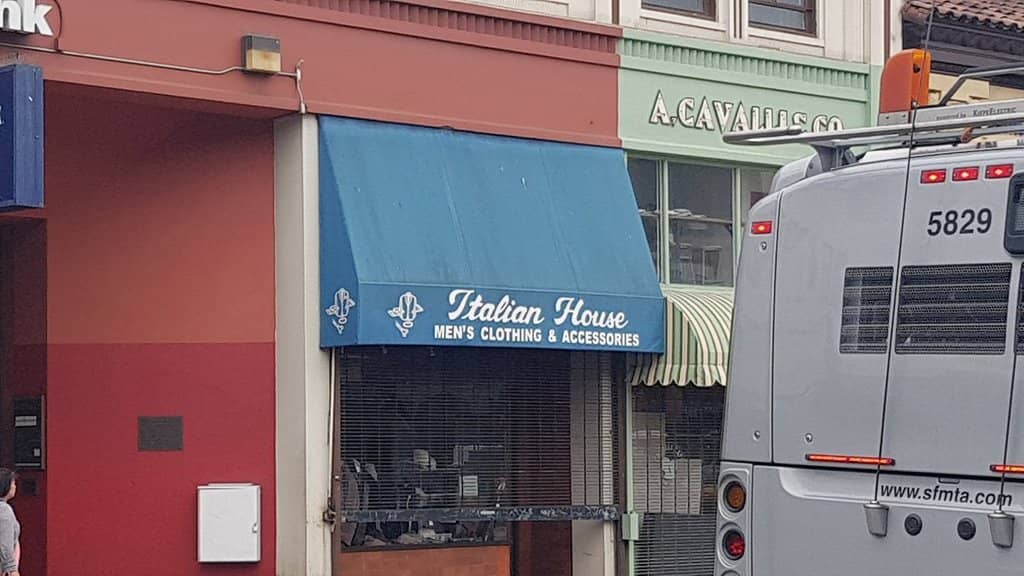 nk
A. CAVALLI & CO.
Italian House
MEN'S CLOTHING & ACCESSORIES
5829
www.sfmta.com